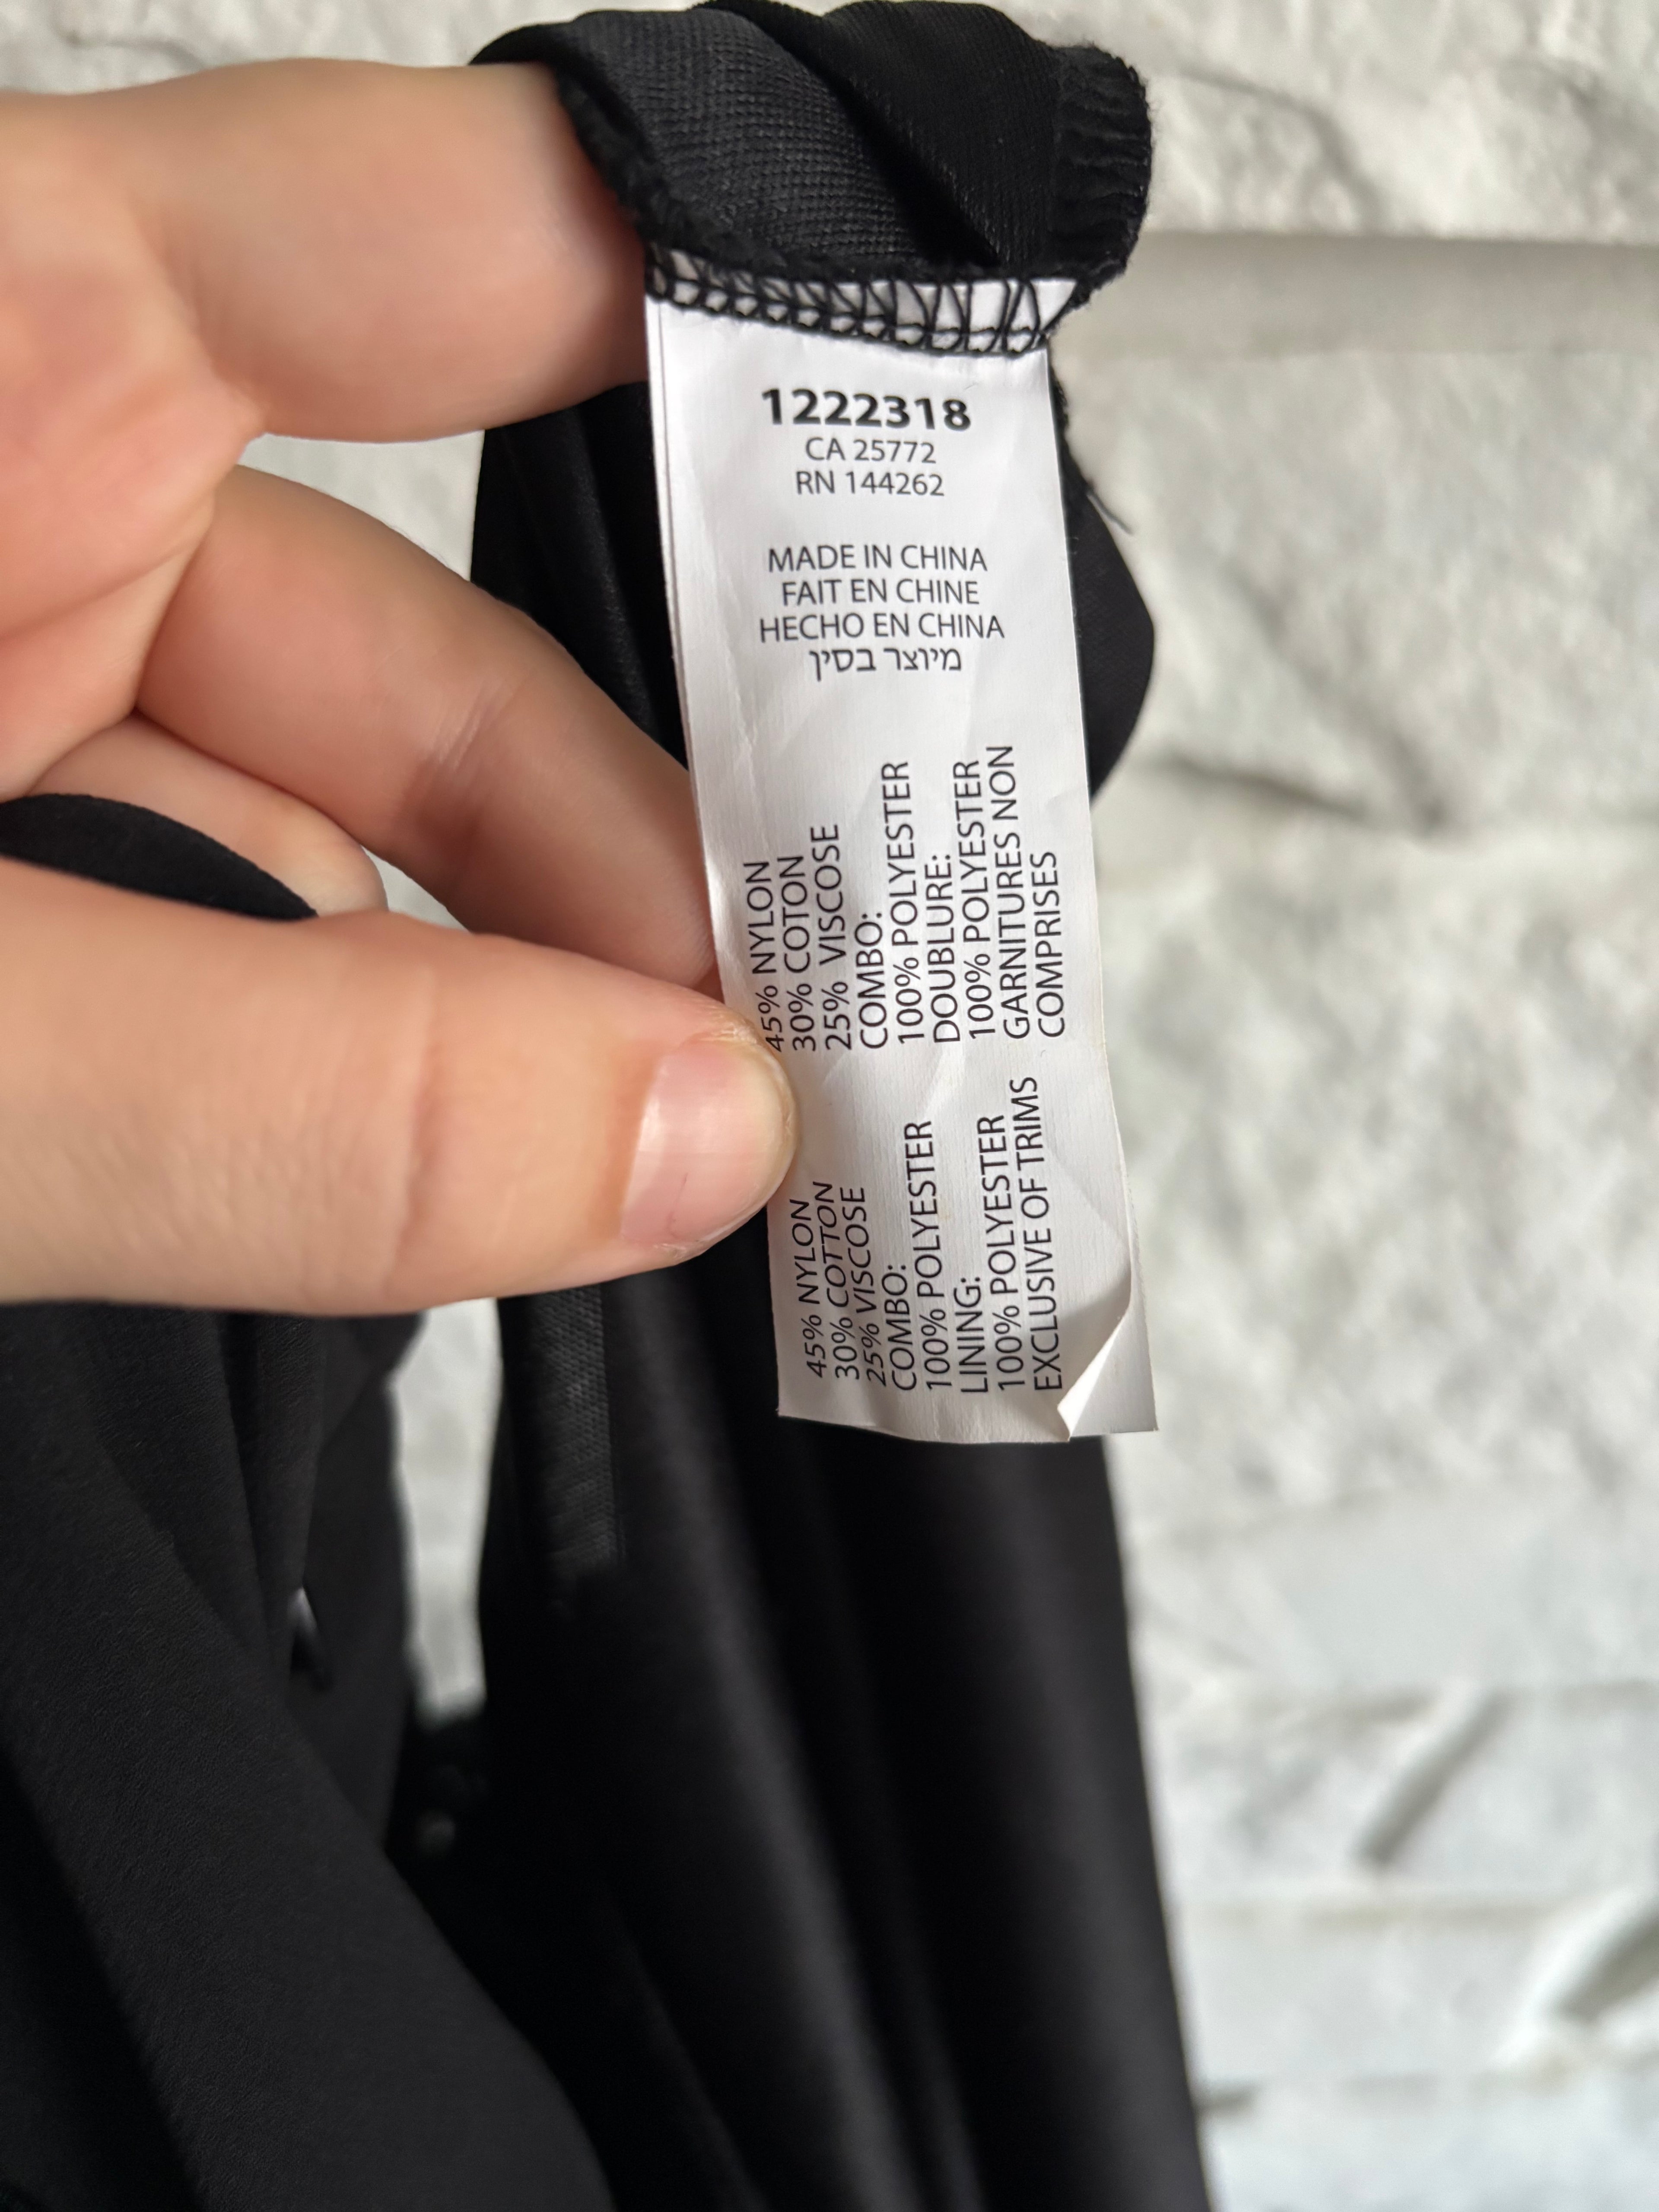 1222318
CA 25772
RN 144262
MADE IN CHINA
FAIT EN CHINE
HECHO EN CHINA
מיוצר בסין
45% NYLON
30% COTTON
25% VISCOSE
COMBO:
100% POLYESTER
LINING:
100% POLYESTER
EXCLUSIVE OF TRIMS
45% NYLON
30% COTON
25% VISCOSE
COMBO:
100% POLYESTER
DOUBLURE:
100% POLYESTER
GARNITURES NON
COMPRISES